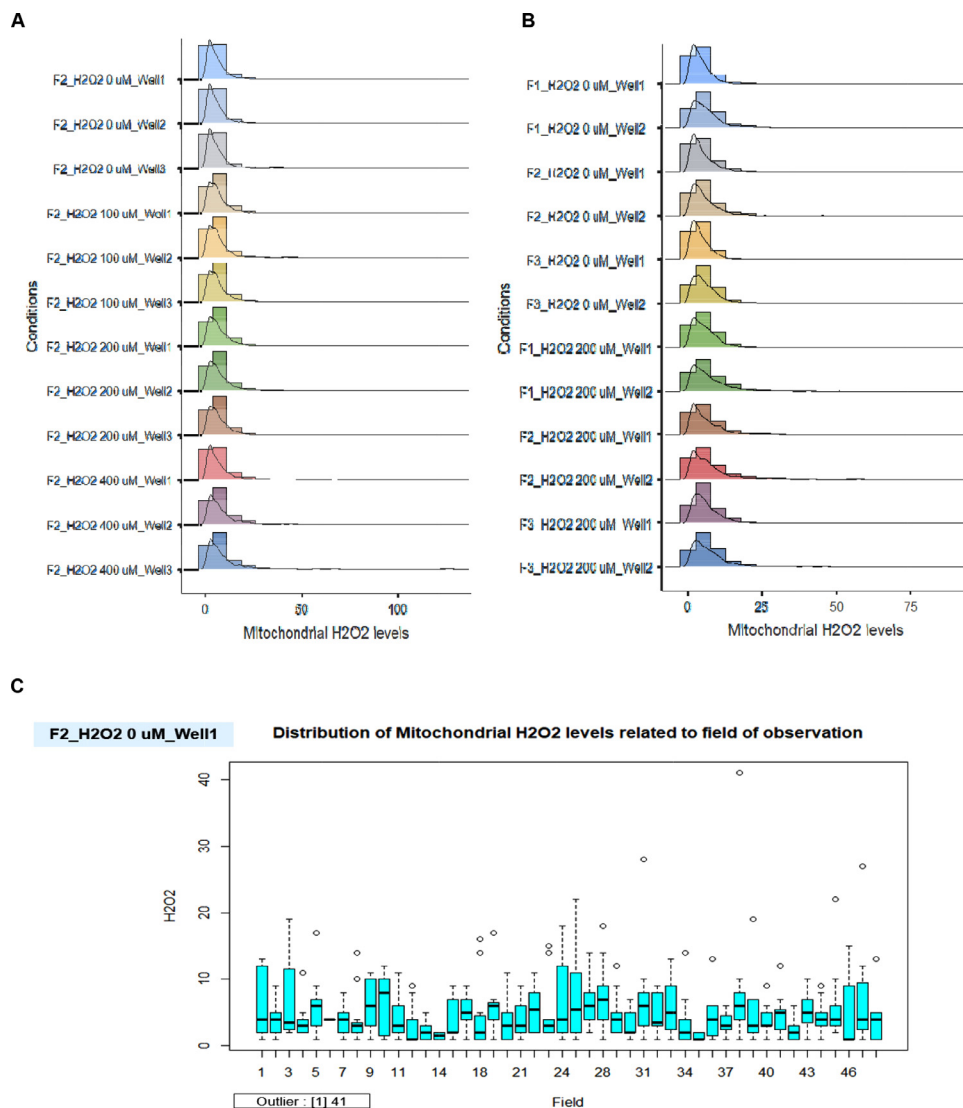 A
F2_H2O2 0 uM_Well1
F2_H2O2 0 uM_Well2
F2_H2O2 0 uM_Well3
F2_H2O2 100 uM_Well1
F2_H2O2 100 uM_Well2
F2_H2O2 100 uM_Well3
F2_H2O2 200 uM_Well1
F2_H2O2 200 uM_Well2
F2_H2O2 200 uM_Well3
F2_H2O2 400 uM_Well1
F2_H2O2 400 uM_Well2
F2_H2O2 400 uM_Well3
Conditions
0 50 100
Mitochondrial H2O2 levels
B
F1_H2O2 0 uM_Well1
F1_H2O2 0 uM_Well2
F2_H2O2 0 uM_Well1
F2_H2O2 0 uM_Well2
F3_H2O2 0 uM_Well1
F3_H2O2 0 uM_Well2
F1_H2O2 200 uM_Well1
F1_H2O2 200 uM_Well2
F2_H2O2 200 uM_Well1
F2_H2O2 200 uM_Well2
F3_H2O2 200 uM_Well1
F3_H2O2 200 uM_Well2
Conditions
0 25 50 75
Mitochondrial H2O2 levels
C
F2_H2O2 0 uM_Well1
Distribution of Mitochondrial H2O2 levels related to field of observation
40
30
20
10
0
H2O2
1 3 5 7 9 11 14 18 21 24 28 31 34 37 40 43 46
Outlier : [1] 41
Field